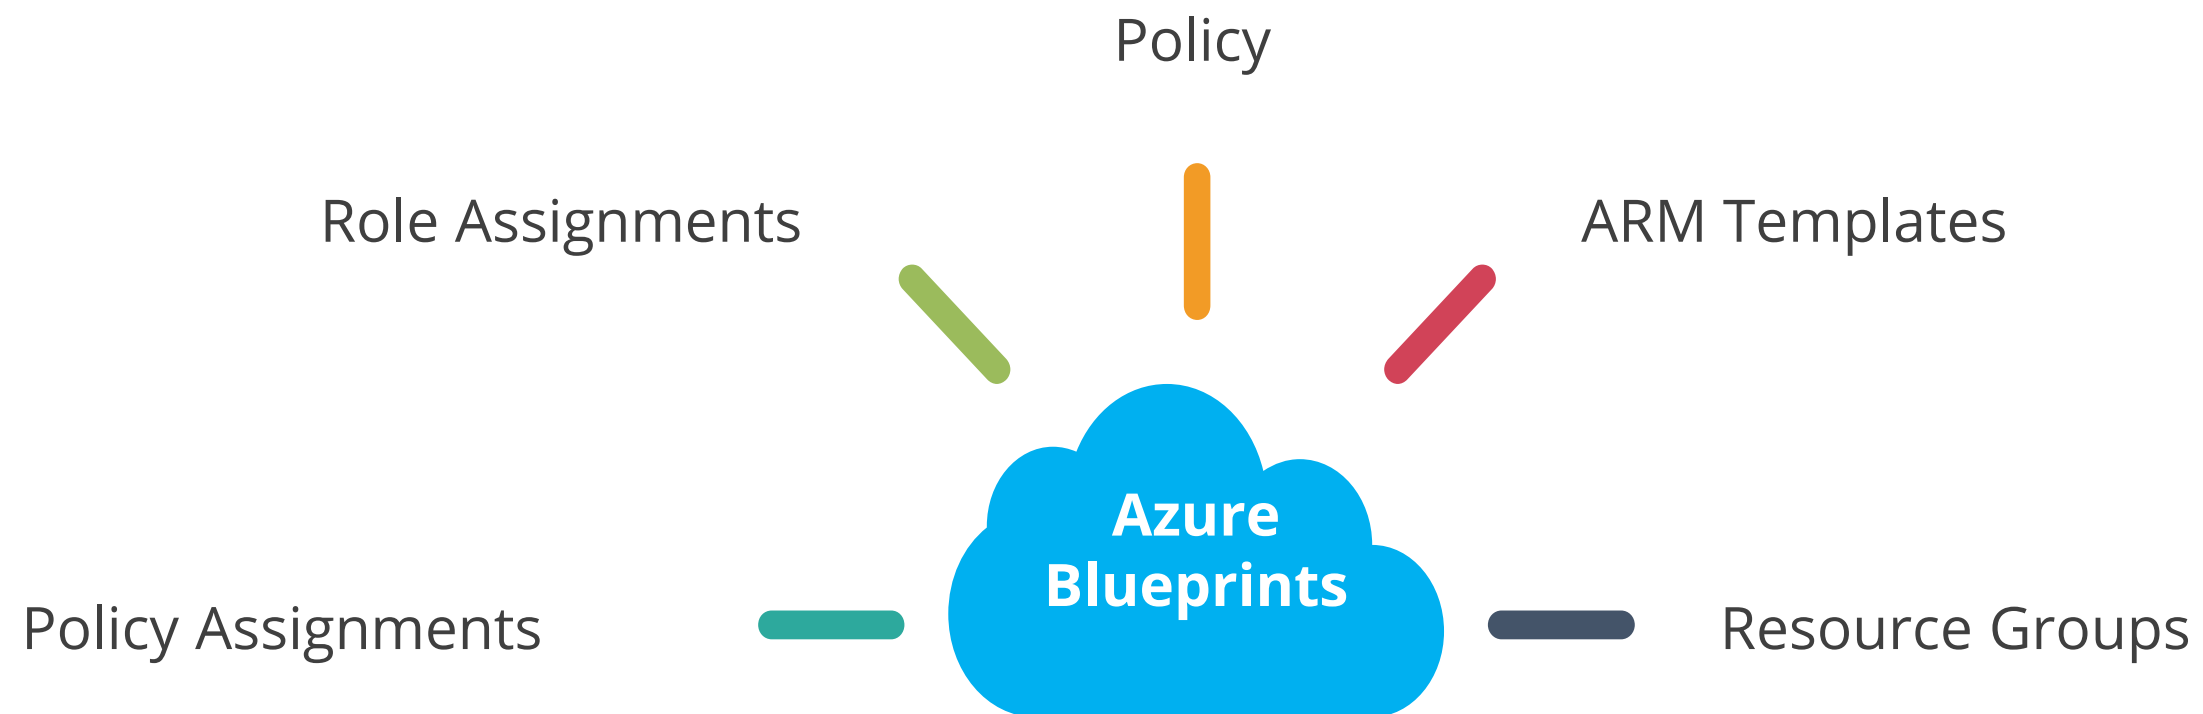 Policy
Role Assignments
ARM Templates
Azure
Blueprints
Policy Assignments
Resource Groups